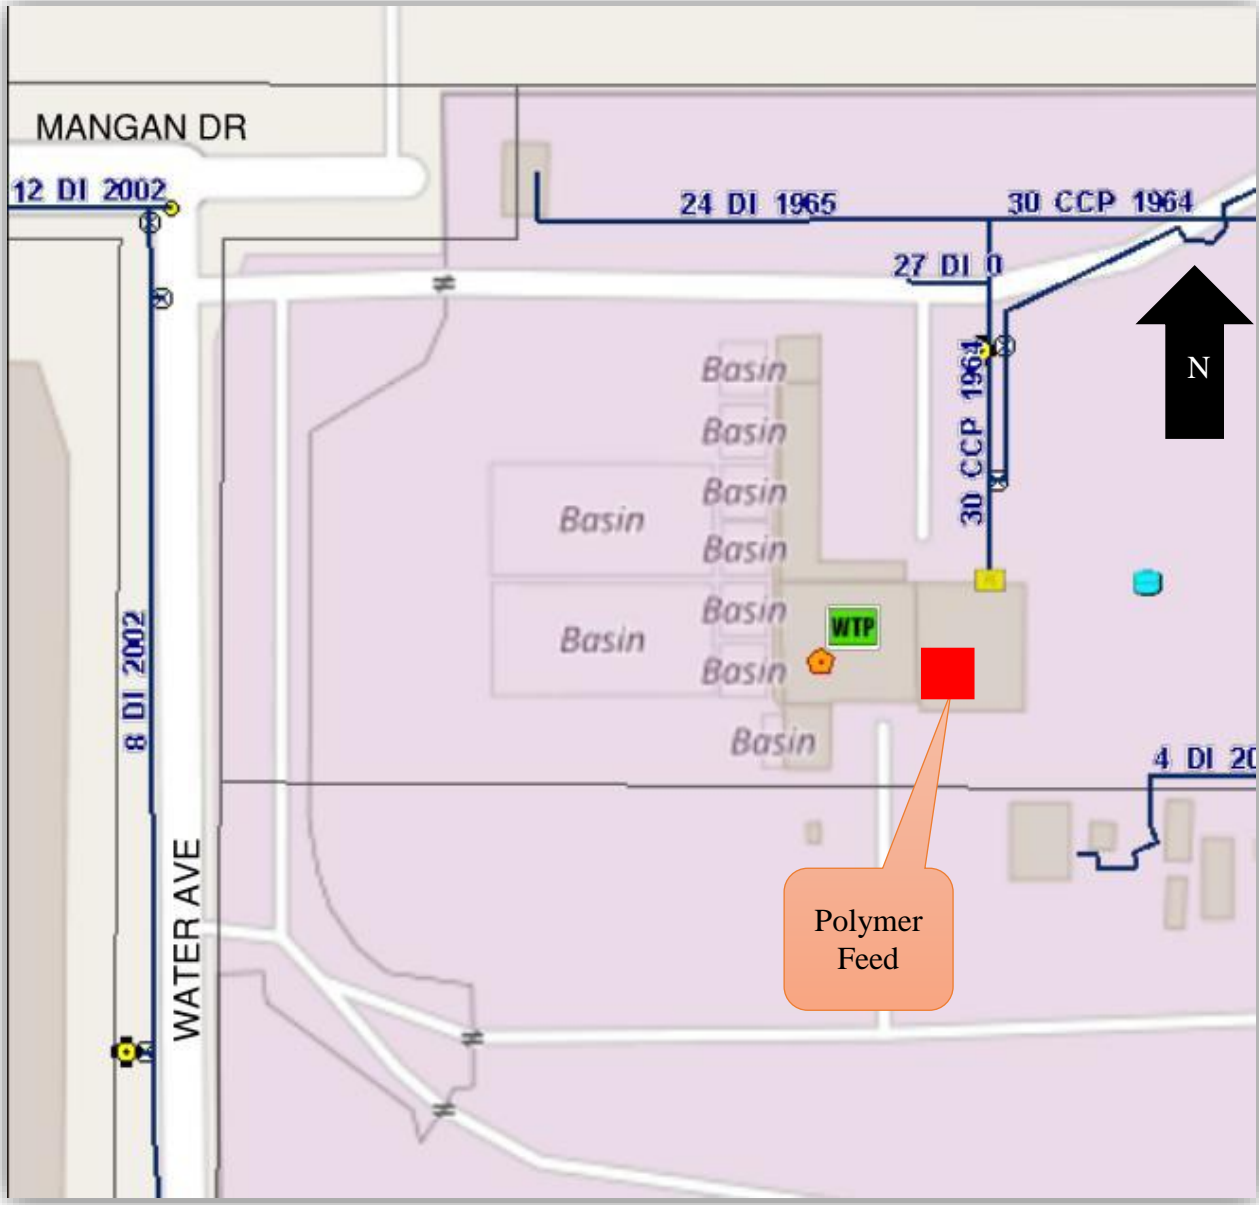 MANGAN DR
12 DI 2002
24 DI 1965
30 CCP 1964
27 DI 0
N
30 CCP 1964
Basin
Basin
Basin
Basin
Basin
Basin
Basin
Basin
Basin
WTP
8 DI 2002
4 DI 20
WATER AVE
Polymer
Feed